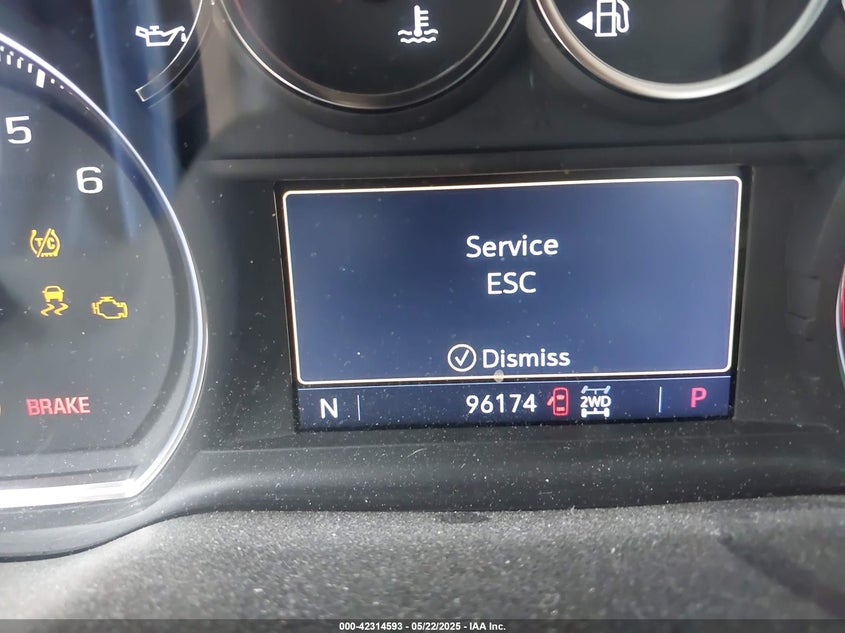 5
6
T/C
Service
ESC
Dismiss
BRAKE
N 96174 2WD P
000-42314593 - 05/22/2025 - IAA Inc.